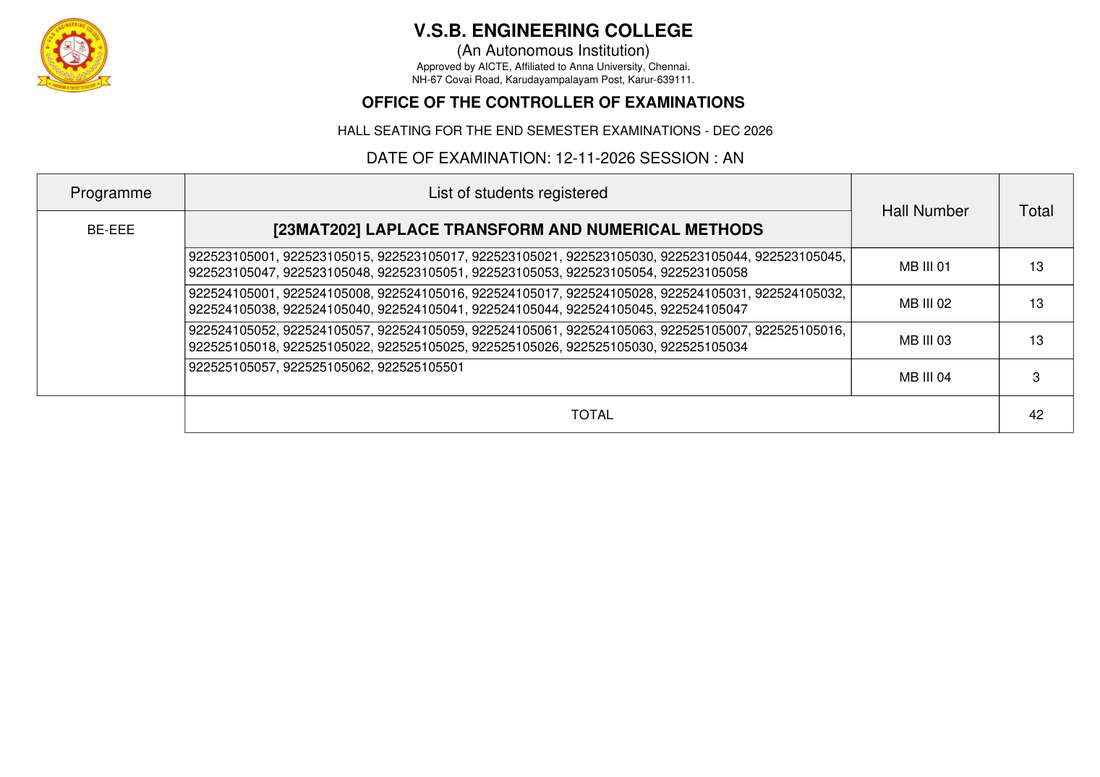 V.S.B. ENGINEERING COLLEGE
(An Autonomous Institution)
Approved by AICTE, Affiliated to Anna University, Chennai.
NH-67 Covai Road, Karudayampalayam Post, Karur-639111.
OFFICE OF THE CONTROLLER OF EXAMINATIONS
HALL SEATING FOR THE END SEMESTER EXAMINATIONS - DEC 2026
DATE OF EXAMINATION: 12-11-2026 SESSION : AN
Programme List of students registered Hall Number Total
BE-EEE [23MAT202] LAPLACE TRANSFORM AND NUMERICAL METHODS
922523105001, 922523105015, 922523105017, 922523105021, 922523105030, 922523105044, 922523105045,
922523105047, 922523105048, 922523105051, 922523105053, 922523105054, 922523105058
MB III 01 13
922524105001, 922524105008, 922524105016, 922524105017, 922524105028, 922524105031, 922524105032,
922524105038, 922524105040, 922524105041, 922524105044, 922524105045, 922524105047
MB III 02 13
922524105052, 922524105057, 922524105059, 922524105061, 922524105063, 922525105007, 922525105016,
922525105018, 922525105022, 922525105025, 922525105026, 922525105030, 922525105034
MB III 03 13
922525105057, 922525105062, 922525105501
MB III 04 3
TOTAL 42